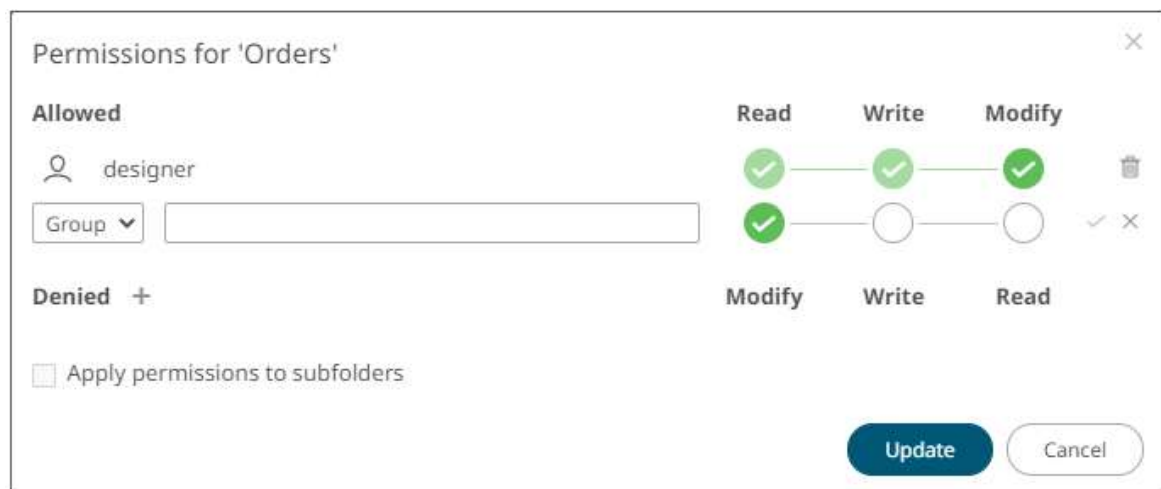 Permissions for 'Orders'
Allowed Read Write Modify
designer
Group
Denied + Modify Write Read
Apply permissions to subfolders
Update Cancel